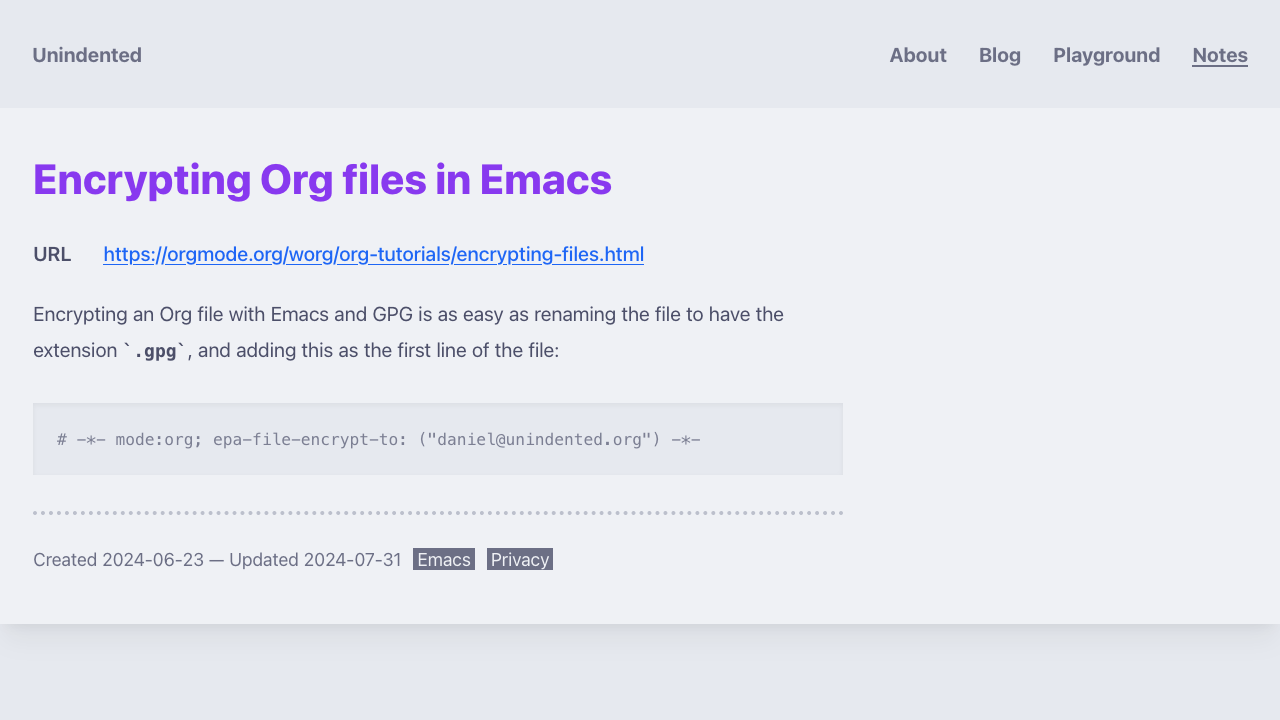 Unindented
About Blog Playground Notes
Encrypting Org files in Emacs
URL https://orgmode.org/worg/org-tutorials/encrypting-files.html
Encrypting an Org file with Emacs and GPG is as easy as renaming the file to have the
extension `.gpg`, and adding this as the first line of the file:
# -*- mode:org; epa-file-encrypt-to: ("daniel@unindented.org") -*-
Created 2024-06-23 — Updated 2024-07-31 Emacs Privacy